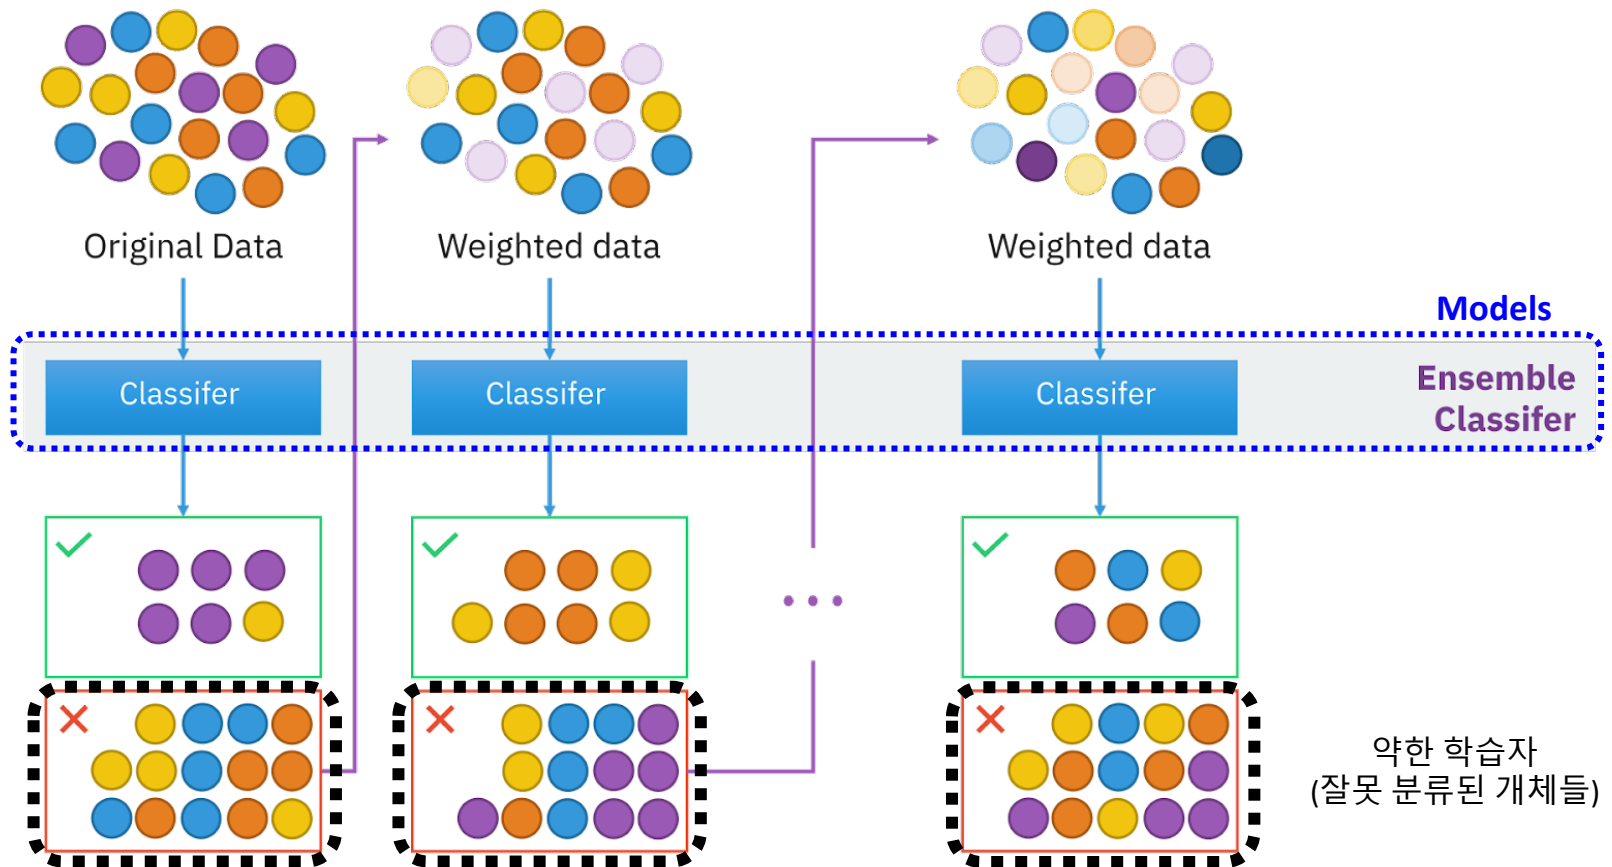 Original Data
Weighted data
Weighted data
Models
Classifer
Classifer
Classifer
Ensemble
Classifer
약한 학습자
(잘못 분류된 개체들)